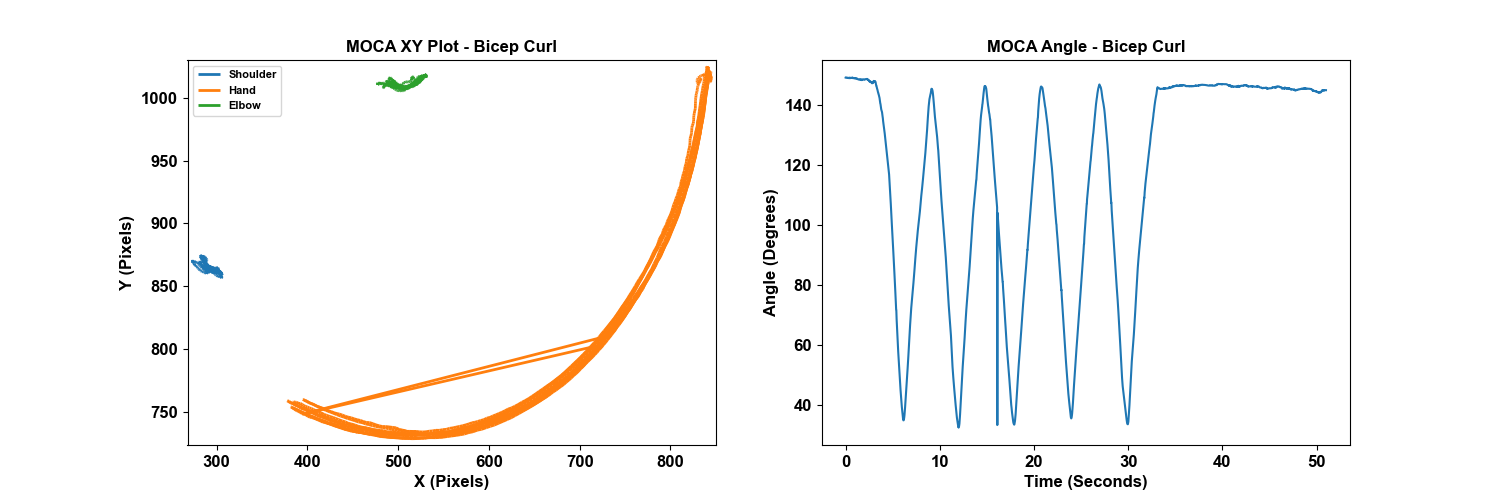 MOCA XY Plot - Bicep Curl
Shoulder
Hand
Elbow
1000
950
900
850
800
750
Y (Pixels)
300 400 500 600 700 800
X (Pixels)
MOCA Angle - Bicep Curl
140
120
100
80
60
40
Angle (Degrees)
0 10 20 30 40 50
Time (Seconds)